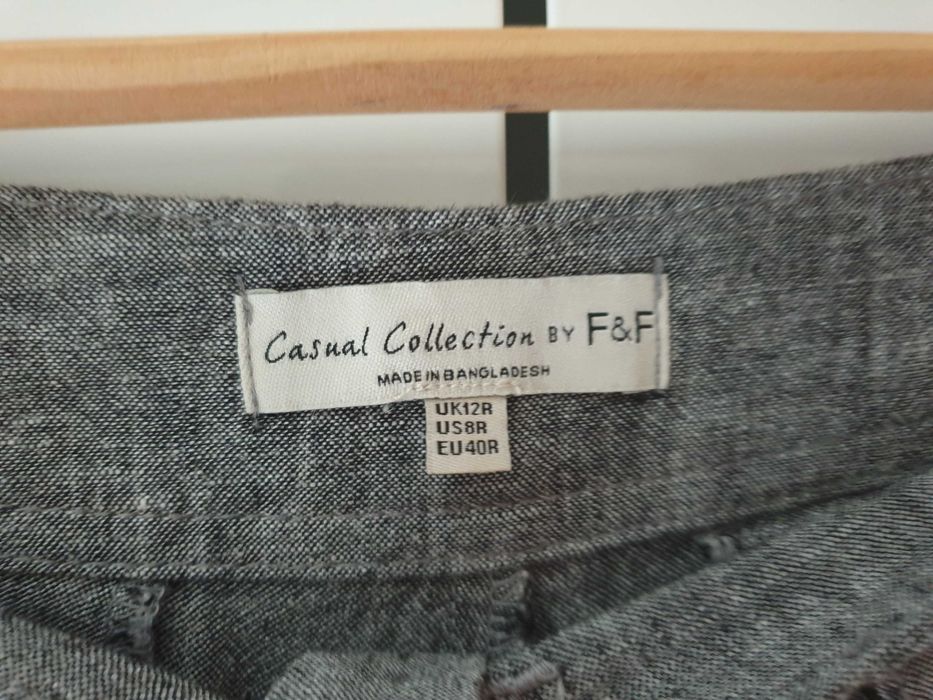 Casual Collection BY F&F
MADE IN BANGLADESH
UK12R
US8R
EU40R